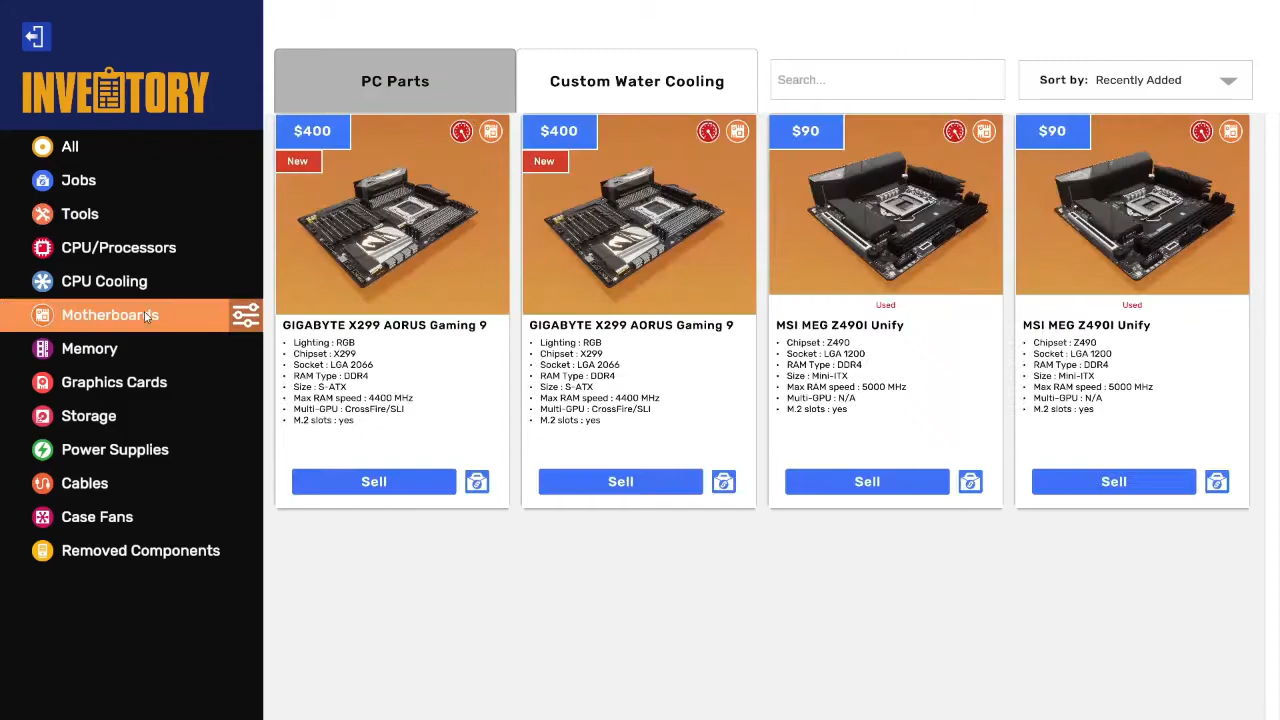 INVENTORY
All
Jobs
Tools
CPU/Processors
CPU Cooling
Motherboards
Memory
Graphics Cards
Storage
Power Supplies
Cables
Case Fans
Removed Components
PC Parts
Custom Water Cooling
Search...
Sort by: Recently Added
$400
New
GIGABYTE X299 AORUS Gaming 9
• Lighting : RGB
• Chipset : X299
• Socket : LGA 2066
• RAM Type : DDR4
• Size : S-ATX
• Max RAM speed : 4400 MHz
• Multi-GPU : CrossFire/SLI
• M.2 slots : yes
Sell
$400
New
GIGABYTE X299 AORUS Gaming 9
• Lighting : RGB
• Chipset : X299
• Socket : LGA 2066
• RAM Type : DDR4
• Size : S-ATX
• Max RAM speed : 4400 MHz
• Multi-GPU : CrossFire/SLI
• M.2 slots : yes
Sell
$90
Used
MSI MEG Z490I Unify
• Chipset : Z490
• Socket : LGA 1200
• RAM Type : DDR4
• Size : Mini-ITX
• Max RAM speed : 5000 MHz
• Multi-GPU : N/A
• M.2 slots : yes
Sell
$90
Used
MSI MEG Z490I Unify
• Chipset : Z490
• Socket : LGA 1200
• RAM Type : DDR4
• Size : Mini-ITX
• Max RAM speed : 5000 MHz
• Multi-GPU : N/A
• M.2 slots : yes
Sell